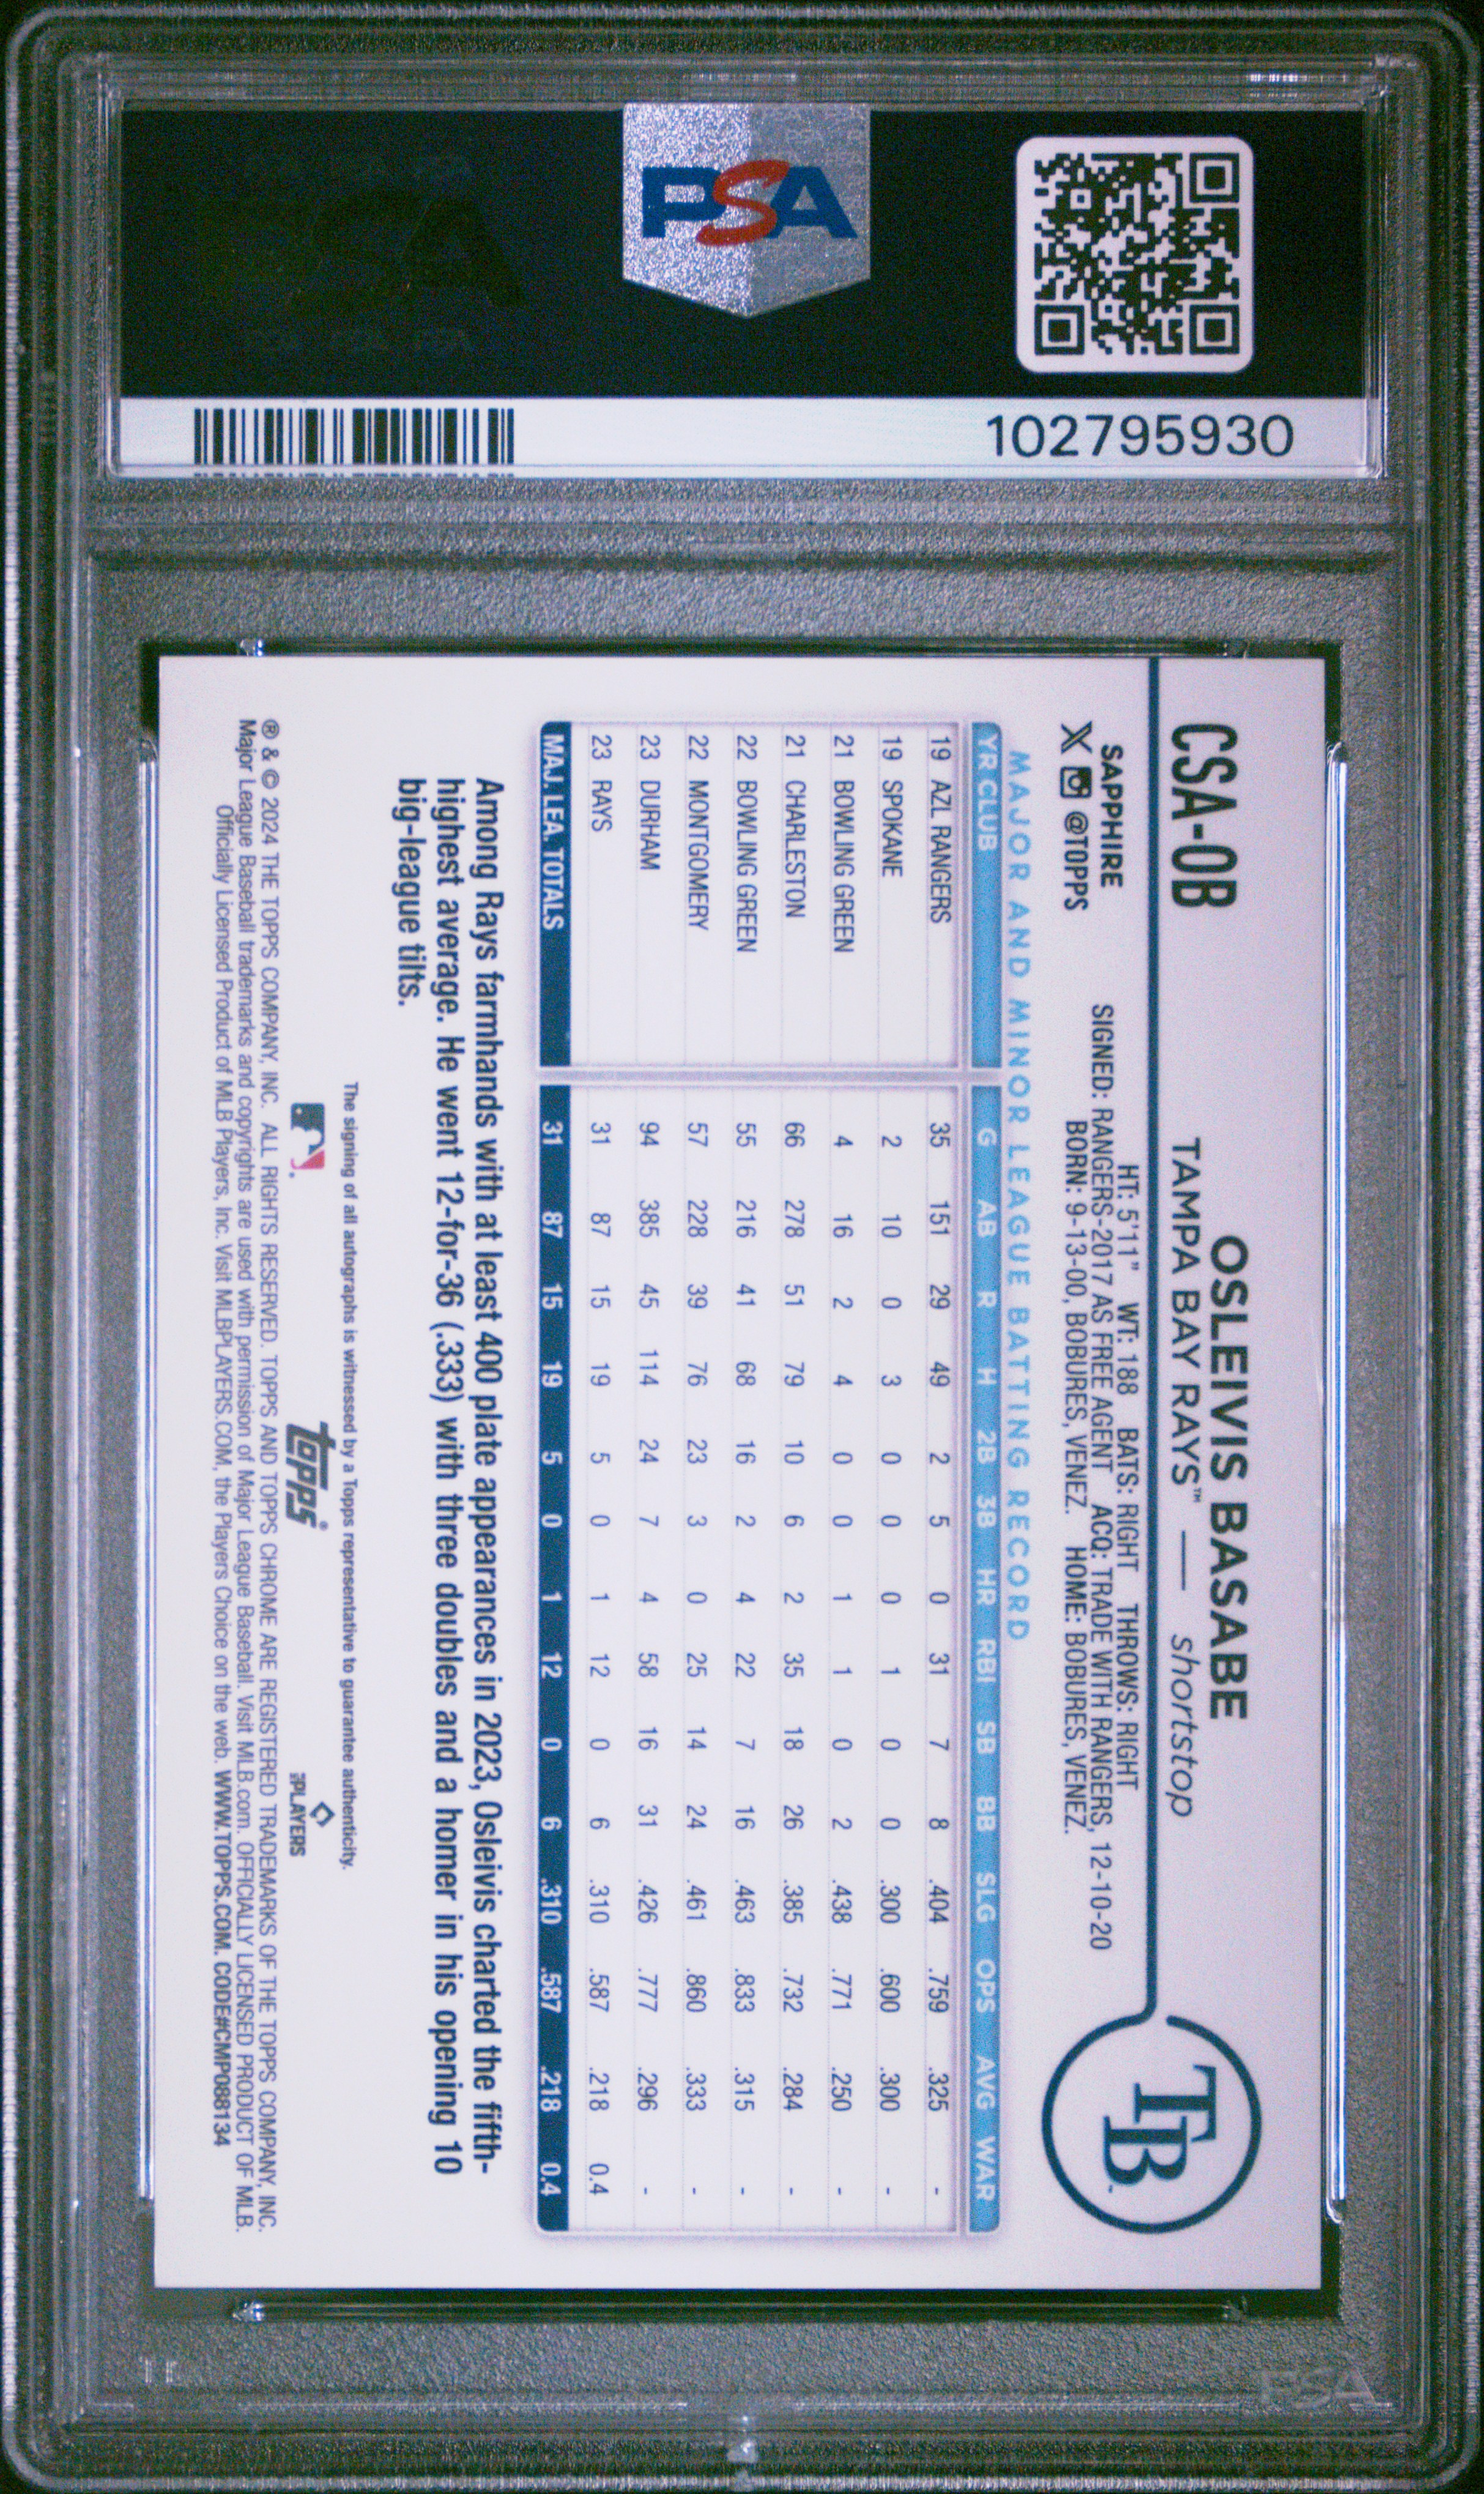 PSA
102795930
CSA-OB
OSLEIVIS BASABE
TAMPA BAY RAYS™ — shortstop
TB
SAPPHIRE
X @TOPPS
HT: 5'11" WT: 188 BATS: RIGHT THROWS: RIGHT
SIGNED: RANGERS-2017 AS FREE AGENT ACQ: TRADE WITH RANGERS, 12-10-20
BORN: 9-13-00, BOBURES, VENEZ. HOME: BOBURES, VENEZ.
MAJOR AND MINOR LEAGUE BATTING RECORD
YR CLUB G AB R H 2B 3B HR RBI SB BB SLG OPS AVG WAR
19 AZL RANGERS 35 151 29 49 2 5 0 31 7 8 .404 .759 .325 -
19 SPOKANE 2 10 0 3 0 0 0 1 0 0 .300 .600 .300 -
21 BOWLING GREEN 4 16 2 4 0 0 1 1 0 2 .438 .771 .250 -
21 CHARLESTON 66 278 51 79 10 6 2 35 18 26 .385 .732 .284 -
22 BOWLING GREEN 55 216 41 68 16 2 4 22 7 16 .463 .833 .315 -
22 MONTGOMERY 57 228 39 76 23 3 0 25 14 24 .461 .860 .333 -
23 DURHAM 94 385 45 114 24 7 4 58 16 31 .426 .777 .296 -
23 RAYS 31 87 15 19 5 0 1 12 0 6 .310 .587 .218 0.4
MAJ. LEA. TOTALS 31 87 15 19 5 0 1 12 0 6 .310 .587 .218 0.4
Among Rays farmhands with at least 400 plate appearances in 2023, Osleivis charted the fifth-
highest average. He went 12-for-36 (.333) with three doubles and a homer in his opening 10
big-league tilts.
The signing of all autographs is witnessed by a Topps representative to guarantee authenticity.
topps®
PLAYERS
® & © 2024 THE TOPPS COMPANY, INC. ALL RIGHTS RESERVED. TOPPS AND TOPPS CHROME ARE REGISTERED TRADEMARKS OF THE TOPPS COMPANY, INC.
Major League Baseball trademarks and copyrights are used with permission of Major League Baseball. Visit MLB.com. OFFICIALLY LICENSED PRODUCT OF MLB.
Officially Licensed Product of MLB Players, Inc. Visit MLBPLAYERS.COM, the Players Choice on the web. WWW.TOPPS.COM. CODE#CMP088134
PSA